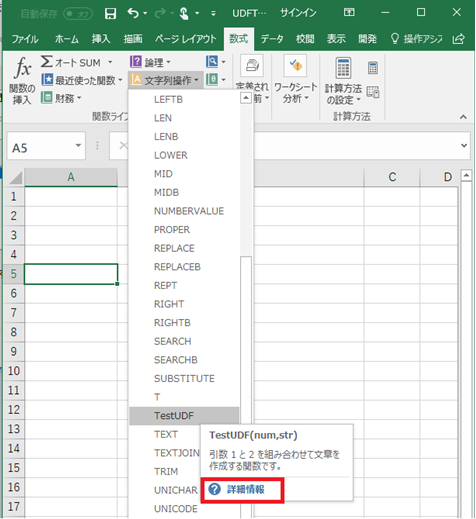 自動保存 オフ UDFT… サインイン
ファイル ホーム 挿入 描画 ページ レイアウト 数式 データ 校閲 表示 開発 操作アシ
fx Σ オート SUM 論理
最近使った関数 文字列操作
財務
関数の
挿入
定義され
前
ワークシート
分析
計算方法
の設定
関数ライ 計算方法
A5
A C D
1
2
3
4
5
6
7
8
9
10
11
12
13
14
15
16
17
LEFTB
LEN
LENB
LOWER
MID
MIDB
NUMBERVALUE
PROPER
REPLACE
REPLACEB
REPT
RIGHT
RIGHTB
SEARCH
SEARCHB
SUBSTITUTE
T
TestUDF
TEXT
TEXTJOIN
TRIM
UNICHAR
UNICODE
TestUDF(num,str)
引数 1 と 2 を組み合わせて文章を
作成する関数です。
詳細情報